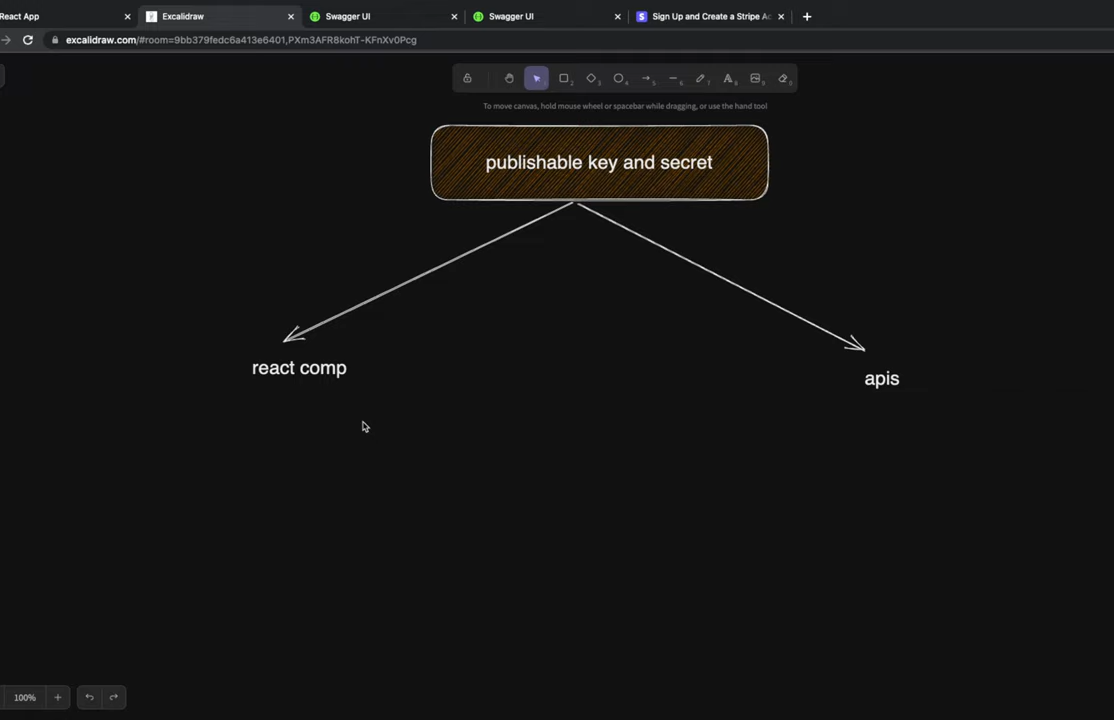 React App
Excalidraw
Swagger UI
Swagger UI
Sign Up and Create a Stripe Ac
excalidraw.com/#room=9bb379fedc6a413e6401,PXm3AFR8kohT-KFnXv0Pcg
To move canvas, hold mouse wheel or spacebar while dragging, or use the hand tool
publishable key and secret
react comp
apis
100%